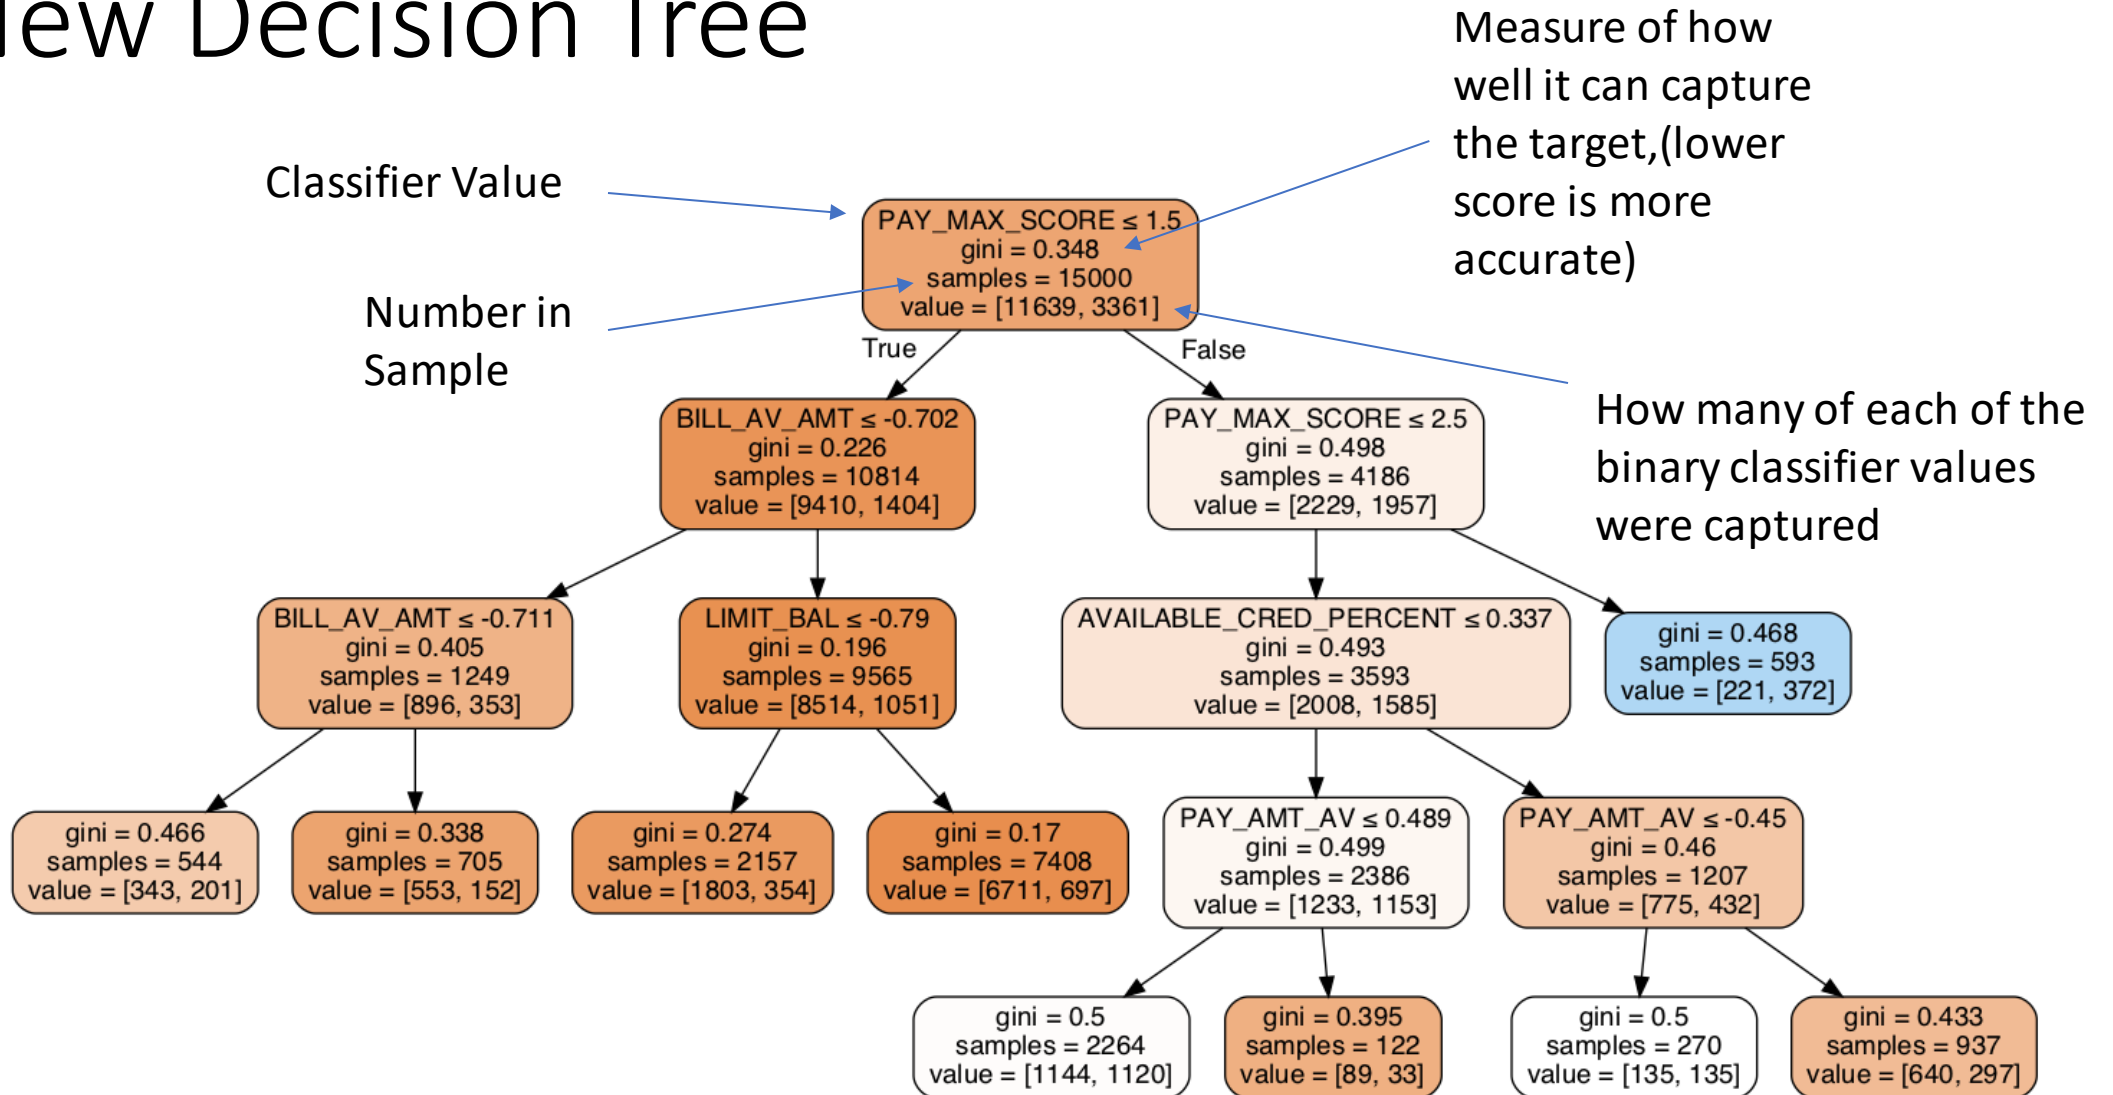 New Decision Tree
Measure of how
well it can capture
the target,(lower
score is more
accurate)
Classifier Value
Number in
Sample
How many of each of the
binary classifier values
were captured
PAY_MAX_SCORE ≤ 1.5
gini = 0.348
samples = 15000
value = [11639, 3361]
True
False
BILL_AV_AMT ≤ -0.702
gini = 0.226
samples = 10814
value = [9410, 1404]
PAY_MAX_SCORE ≤ 2.5
gini = 0.498
samples = 4186
value = [2229, 1957]
BILL_AV_AMT ≤ -0.711
gini = 0.405
samples = 1249
value = [896, 353]
LIMIT_BAL ≤ -0.79
gini = 0.196
samples = 9565
value = [8514, 1051]
AVAILABLE_CRED_PERCENT ≤ 0.337
gini = 0.493
samples = 3593
value = [2008, 1585]
gini = 0.468
samples = 593
value = [221, 372]
gini = 0.466
samples = 544
value = [343, 201]
gini = 0.338
samples = 705
value = [553, 152]
gini = 0.274
samples = 2157
value = [1803, 354]
gini = 0.17
samples = 7408
value = [6711, 697]
PAY_AMT_AV ≤ 0.489
gini = 0.499
samples = 2386
value = [1233, 1153]
PAY_AMT_AV ≤ -0.45
gini = 0.46
samples = 1207
value = [775, 432]
gini = 0.5
samples = 2264
value = [1144, 1120]
gini = 0.395
samples = 122
value = [89, 33]
gini = 0.5
samples = 270
value = [135, 135]
gini = 0.433
samples = 937
value = [640, 297]